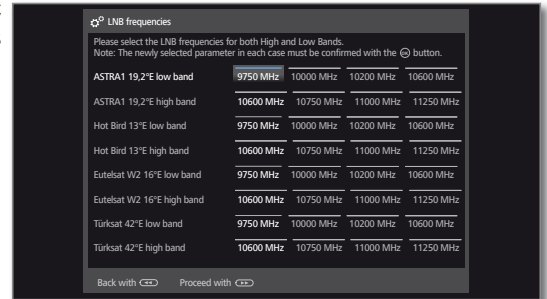 LNB frequencies
Please select the LNB frequencies for both High and Low Bands.
Note: The newly selected parameter in each case must be confirmed with the OK button.
ASTRA1 19,2°E low band 9750 MHz 10000 MHz 10200 MHz 10600 MHz
ASTRA1 19,2°E high band 10600 MHz 10750 MHz 11000 MHz 11250 MHz
Hot Bird 13°E low band 9750 MHz 10000 MHz 10200 MHz 10600 MHz
Hot Bird 13°E high band 10600 MHz 10750 MHz 11000 MHz 11250 MHz
Eutelsat W2 16°E low band 9750 MHz 10000 MHz 10200 MHz 10600 MHz
Eutelsat W2 16°E high band 10600 MHz 10750 MHz 11000 MHz 11250 MHz
Türksat 42°E low band 9750 MHz 10000 MHz 10200 MHz 10600 MHz
Türksat 42°E high band 10600 MHz 10750 MHz 11000 MHz 11250 MHz
Back with Proceed with